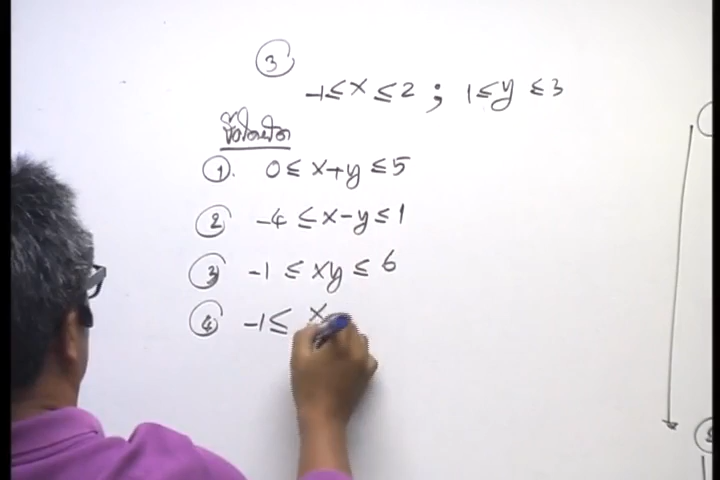 ③
-1 ≤ x ≤ 2 ; 1 ≤ y ≤ 3
ข้อใดผิด
①. 0 ≤ x+y ≤ 5
② -4 ≤ x-y ≤ 1
③ -1 ≤ xy ≤ 6
④ -1 ≤ x